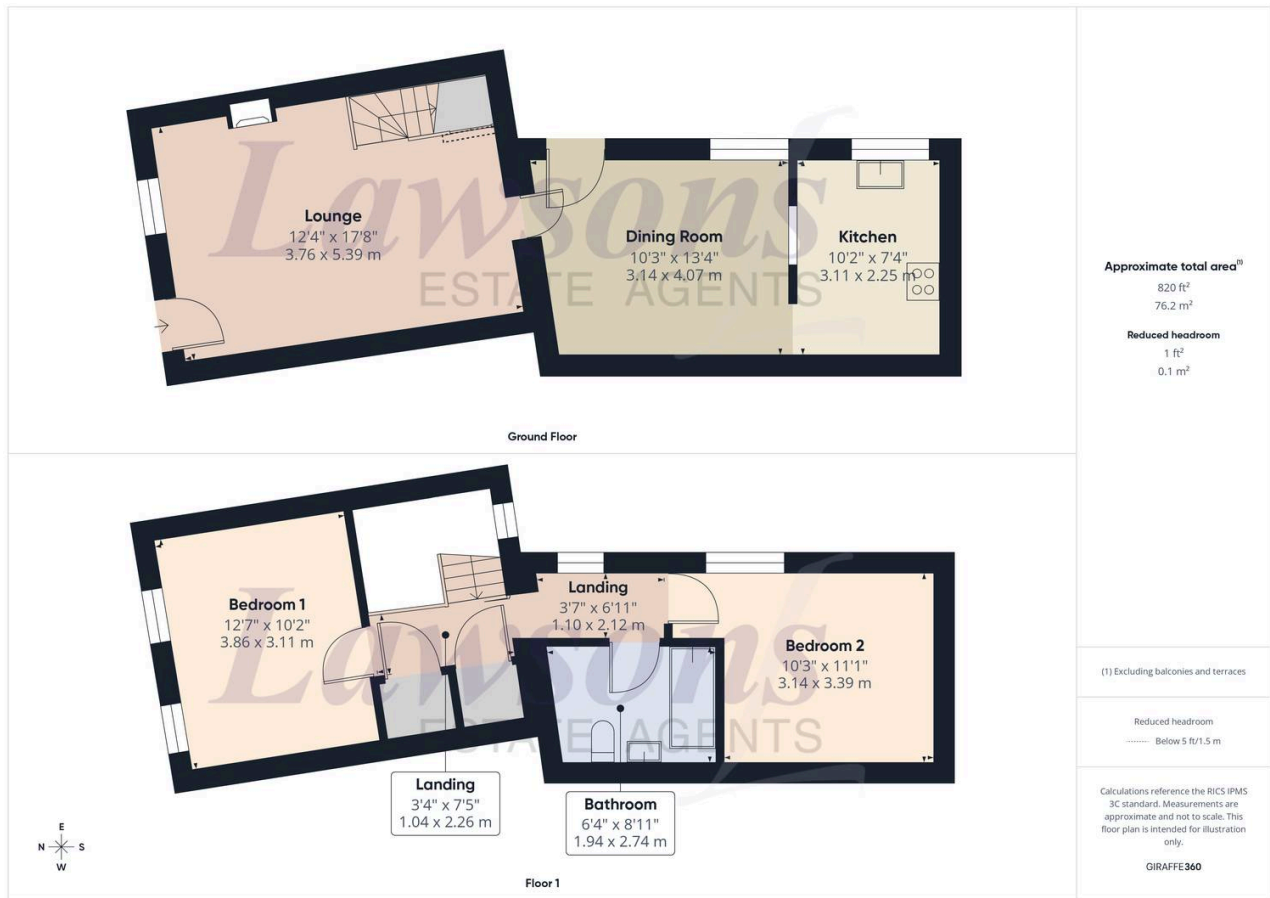 Lawsons
ESTATE AGENTS
Lounge
12'4" x 17'8"
3.76 x 5.39 m
Dining Room
10'3" x 13'4"
3.14 x 4.07 m
Kitchen
10'2" x 7'4"
3.11 x 2.25 m
Ground Floor
Lawsons
ESTATE AGENTS
Bedroom 1
12'7" x 10'2"
3.86 x 3.11 m
Landing
3'7" x 6'11"
1.10 x 2.12 m
Bedroom 2
10'3" x 11'1"
3.14 x 3.39 m
Landing
3'4" x 7'5"
1.04 x 2.26 m
Bathroom
6'4" x 8'11"
1.94 x 2.74 m
E
N S
W
Floor 1
Approximate total area⁽¹⁾
820 ft²
76.2 m²
Reduced headroom
1 ft²
0.1 m²
(1) Excluding balconies and terraces
Reduced headroom
Below 5 ft/1.5 m
Calculations reference the RICS IPMS
3C standard. Measurements are
approximate and not to scale. This
floor plan is intended for illustration
only.
GIRAFFE360